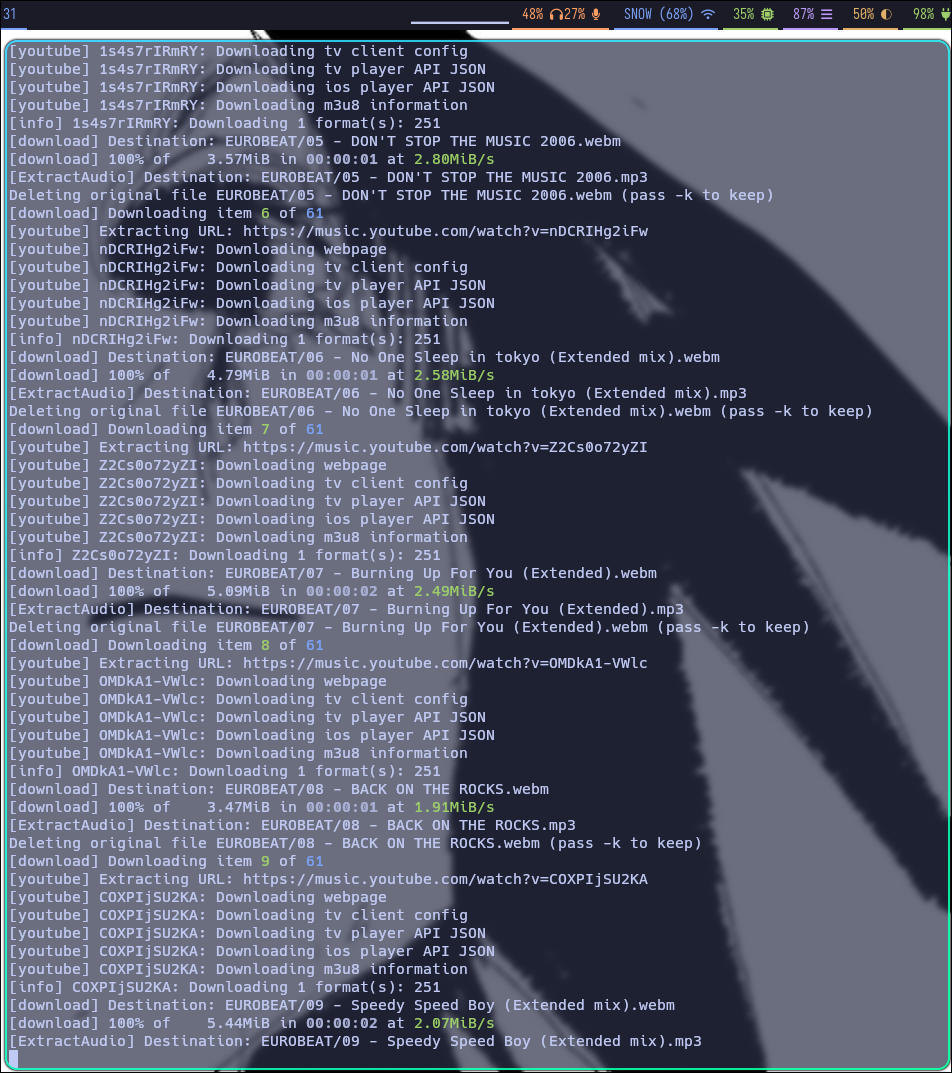 31 48% 27% SNOW (68%) 35% 87% 50% 98%
[youtube] 1s4s7rIRmRY: Downloading tv client config
[youtube] 1s4s7rIRmRY: Downloading tv player API JSON
[youtube] 1s4s7rIRmRY: Downloading ios player API JSON
[youtube] 1s4s7rIRmRY: Downloading m3u8 information
[info] 1s4s7rIRmRY: Downloading 1 format(s): 251
[download] Destination: EUROBEAT/05 - DON'T STOP THE MUSIC 2006.webm
[download] 100% of    3.57MiB in 00:00:01 at 2.80MiB/s
[ExtractAudio] Destination: EUROBEAT/05 - DON'T STOP THE MUSIC 2006.mp3
Deleting original file EUROBEAT/05 - DON'T STOP THE MUSIC 2006.webm (pass -k to keep)
[download] Downloading item 6 of 61
[youtube] Extracting URL: https://music.youtube.com/watch?v=nDCRIHg2iFw
[youtube] nDCRIHg2iFw: Downloading webpage
[youtube] nDCRIHg2iFw: Downloading tv client config
[youtube] nDCRIHg2iFw: Downloading tv player API JSON
[youtube] nDCRIHg2iFw: Downloading ios player API JSON
[youtube] nDCRIHg2iFw: Downloading m3u8 information
[info] nDCRIHg2iFw: Downloading 1 format(s): 251
[download] Destination: EUROBEAT/06 - No One Sleep in tokyo (Extended mix).webm
[download] 100% of    4.79MiB in 00:00:01 at 2.58MiB/s
[ExtractAudio] Destination: EUROBEAT/06 - No One Sleep in tokyo (Extended mix).mp3
Deleting original file EUROBEAT/06 - No One Sleep in tokyo (Extended mix).webm (pass -k to keep)
[download] Downloading item 7 of 61
[youtube] Extracting URL: https://music.youtube.com/watch?v=Z2Cs0o72yZI
[youtube] Z2Cs0o72yZI: Downloading webpage
[youtube] Z2Cs0o72yZI: Downloading tv client config
[youtube] Z2Cs0o72yZI: Downloading tv player API JSON
[youtube] Z2Cs0o72yZI: Downloading ios player API JSON
[youtube] Z2Cs0o72yZI: Downloading m3u8 information
[info] Z2Cs0o72yZI: Downloading 1 format(s): 251
[download] Destination: EUROBEAT/07 - Burning Up For You (Extended).webm
[download] 100% of    5.09MiB in 00:00:02 at 2.49MiB/s
[ExtractAudio] Destination: EUROBEAT/07 - Burning Up For You (Extended).mp3
Deleting original file EUROBEAT/07 - Burning Up For You (Extended).webm (pass -k to keep)
[download] Downloading item 8 of 61
[youtube] Extracting URL: https://music.youtube.com/watch?v=OMDkA1-VWlc
[youtube] OMDkA1-VWlc: Downloading webpage
[youtube] OMDkA1-VWlc: Downloading tv client config
[youtube] OMDkA1-VWlc: Downloading tv player API JSON
[youtube] OMDkA1-VWlc: Downloading ios player API JSON
[youtube] OMDkA1-VWlc: Downloading m3u8 information
[info] OMDkA1-VWlc: Downloading 1 format(s): 251
[download] Destination: EUROBEAT/08 - BACK ON THE ROCKS.webm
[download] 100% of    3.47MiB in 00:00:01 at 1.91MiB/s
[ExtractAudio] Destination: EUROBEAT/08 - BACK ON THE ROCKS.mp3
Deleting original file EUROBEAT/08 - BACK ON THE ROCKS.webm (pass -k to keep)
[download] Downloading item 9 of 61
[youtube] Extracting URL: https://music.youtube.com/watch?v=COXPIjSU2KA
[youtube] COXPIjSU2KA: Downloading webpage
[youtube] COXPIjSU2KA: Downloading tv client config
[youtube] COXPIjSU2KA: Downloading tv player API JSON
[youtube] COXPIjSU2KA: Downloading ios player API JSON
[youtube] COXPIjSU2KA: Downloading m3u8 information
[info] COXPIjSU2KA: Downloading 1 format(s): 251
[download] Destination: EUROBEAT/09 - Speedy Speed Boy (Extended mix).webm
[download] 100% of    5.44MiB in 00:00:02 at 2.07MiB/s
[ExtractAudio] Destination: EUROBEAT/09 - Speedy Speed Boy (Extended mix).mp3